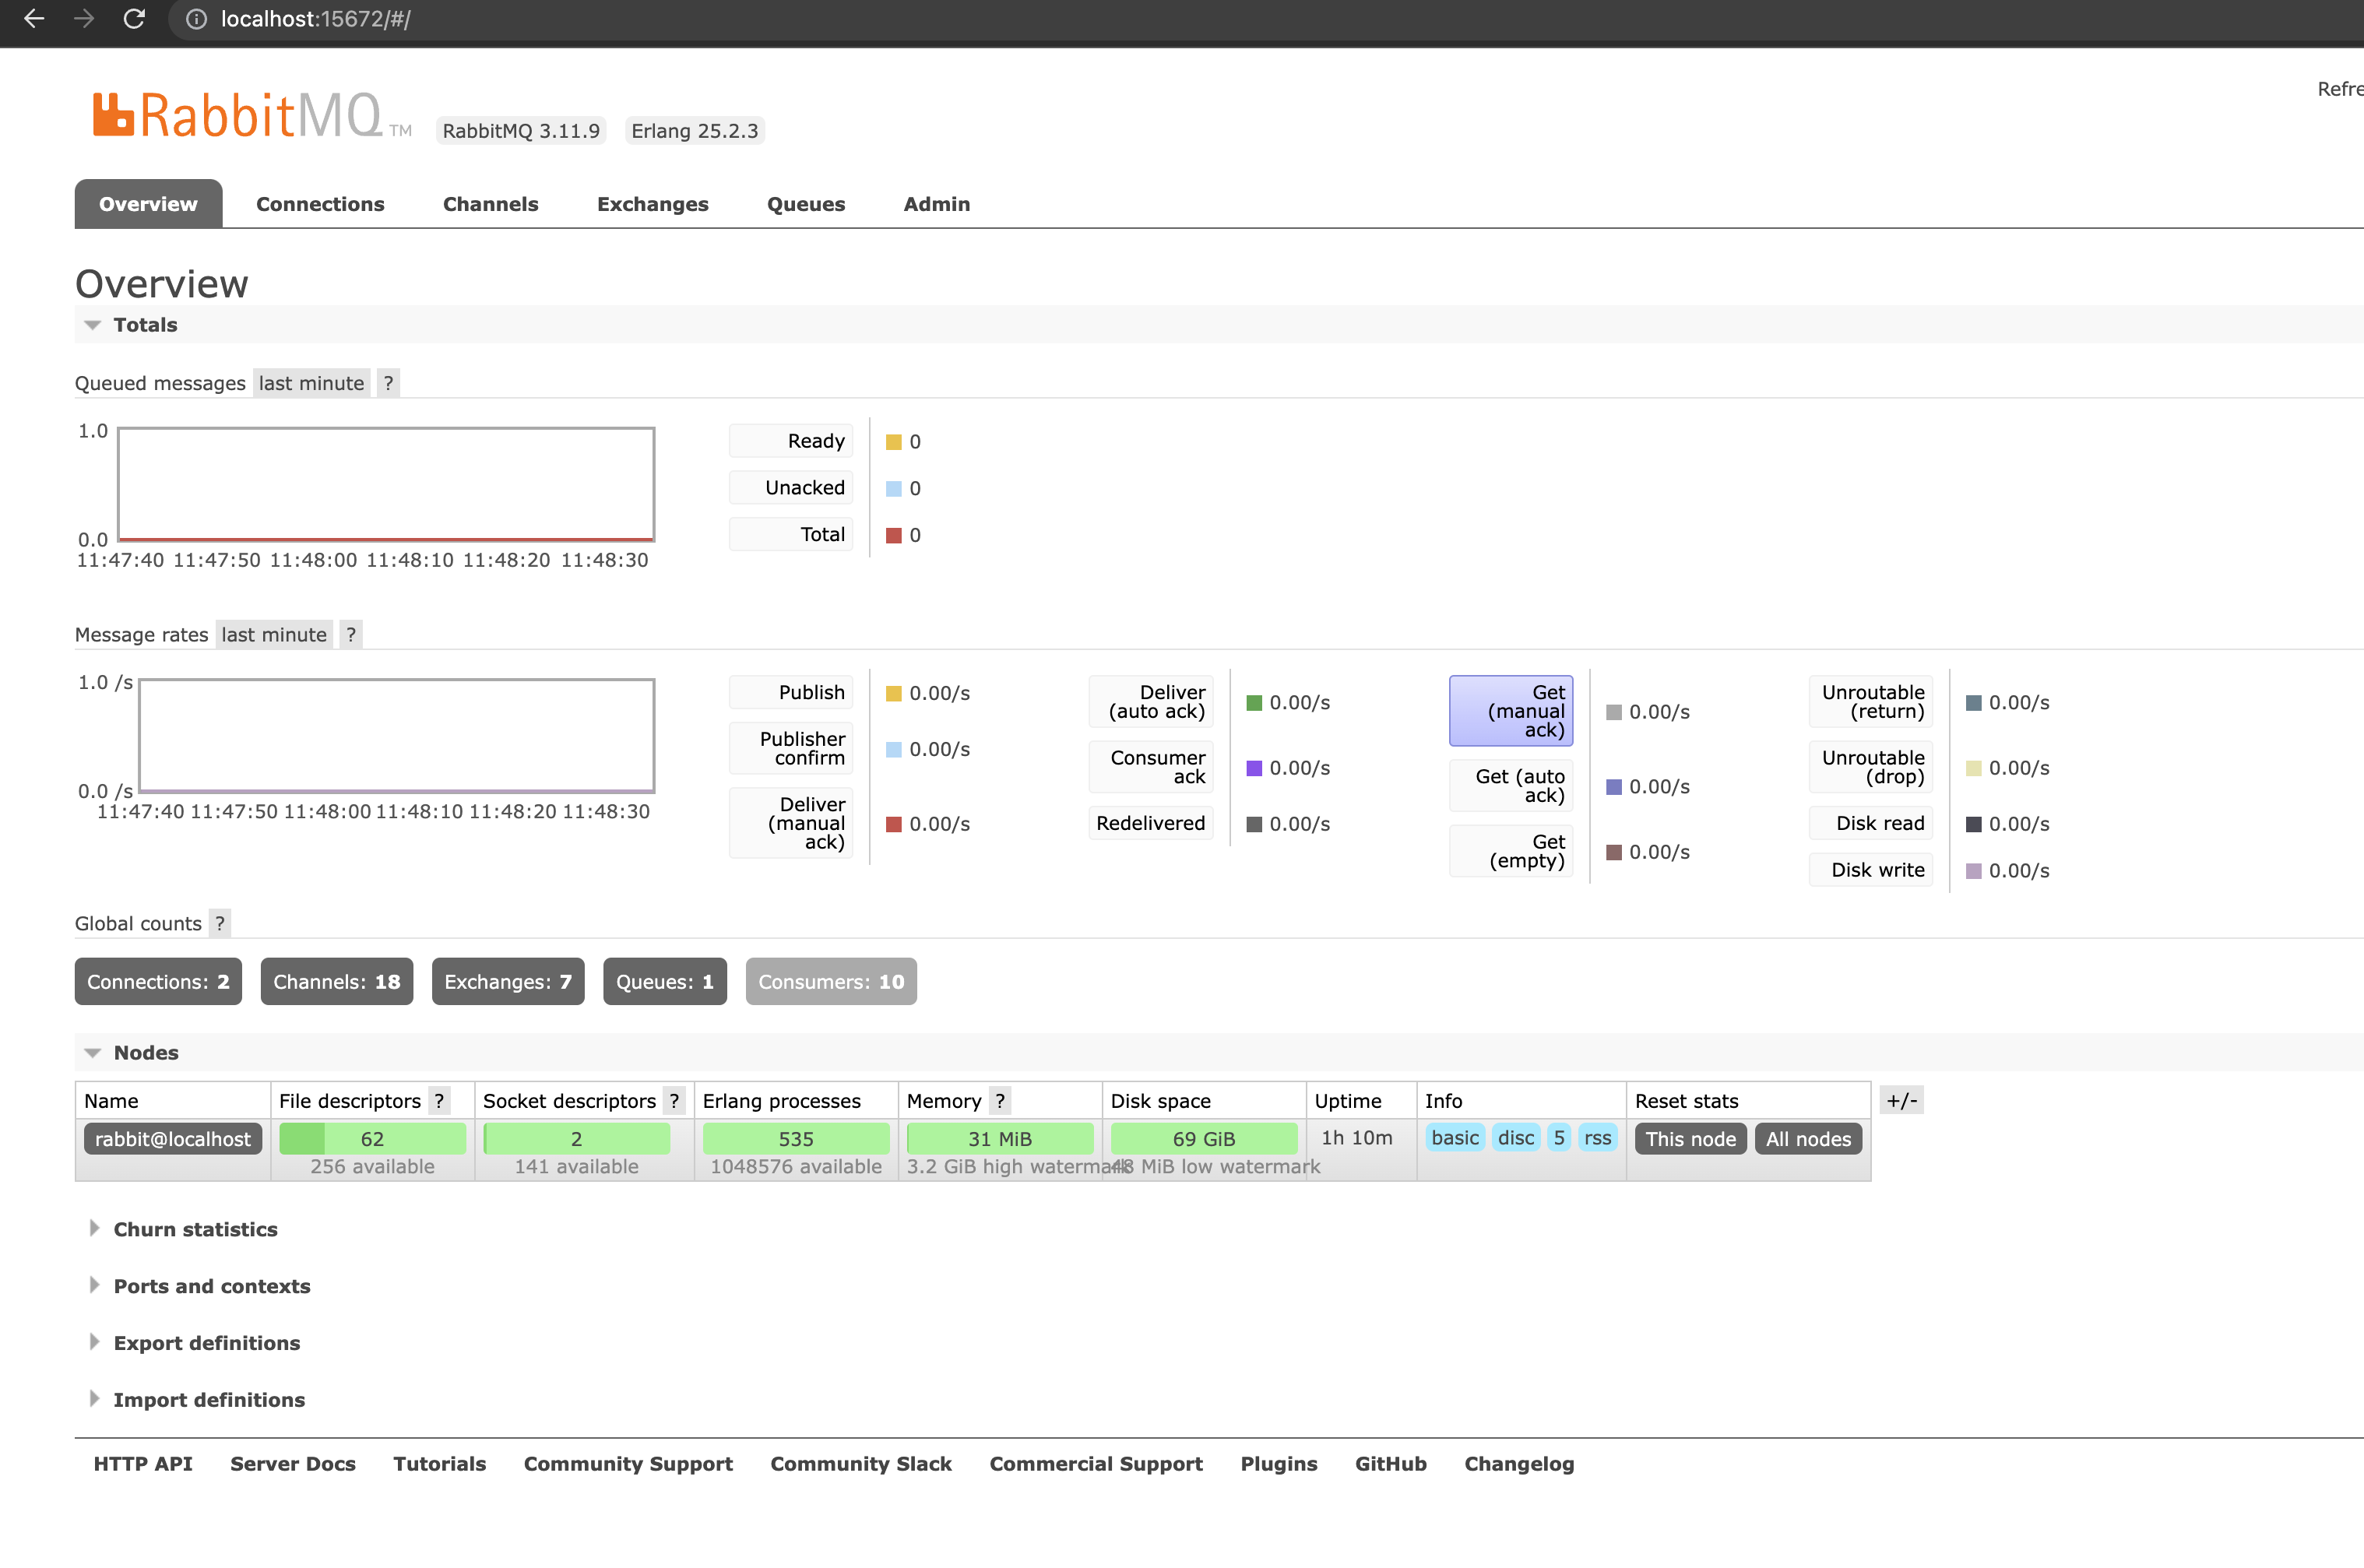 localhost:15672/#/
Refre
RabbitMQ TM RabbitMQ 3.11.9 Erlang 25.2.3
Overview Connections Channels Exchanges Queues Admin
Overview
Totals
Queued messages last minute ?
1.0
0.0
11:47:40 11:47:50 11:48:00 11:48:10 11:48:20 11:48:30
Ready 0
Unacked 0
Total 0
Message rates last minute ?
1.0 /s
0.0 /s
11:47:40 11:47:50 11:48:00 11:48:10 11:48:20 11:48:30
Publish 0.00/s
Publisher
confirm 0.00/s
Deliver
(manual 0.00/s
ack)
Deliver
(auto ack) 0.00/s
Consumer
ack 0.00/s
Redelivered 0.00/s
Get
(manual 0.00/s
ack)
Get (auto
ack) 0.00/s
Get
(empty) 0.00/s
Unroutable
(return) 0.00/s
Unroutable
(drop) 0.00/s
Disk read 0.00/s
Disk write 0.00/s
Global counts ?
Connections: 2 Channels: 18 Exchanges: 7 Queues: 1 Consumers: 10
Nodes
Name File descriptors ? Socket descriptors ? Erlang processes Memory ? Disk space Uptime Info Reset stats +/-
rabbit@localhost 62 2 535 31 MiB 69 GiB 1h 10m basic disc 5 rss This node All nodes
256 available 141 available 1048576 available 3.2 GiB high watermark 48 MiB low watermark
Churn statistics
Ports and contexts
Export definitions
Import definitions
HTTP API Server Docs Tutorials Community Support Community Slack Commercial Support Plugins GitHub Changelog